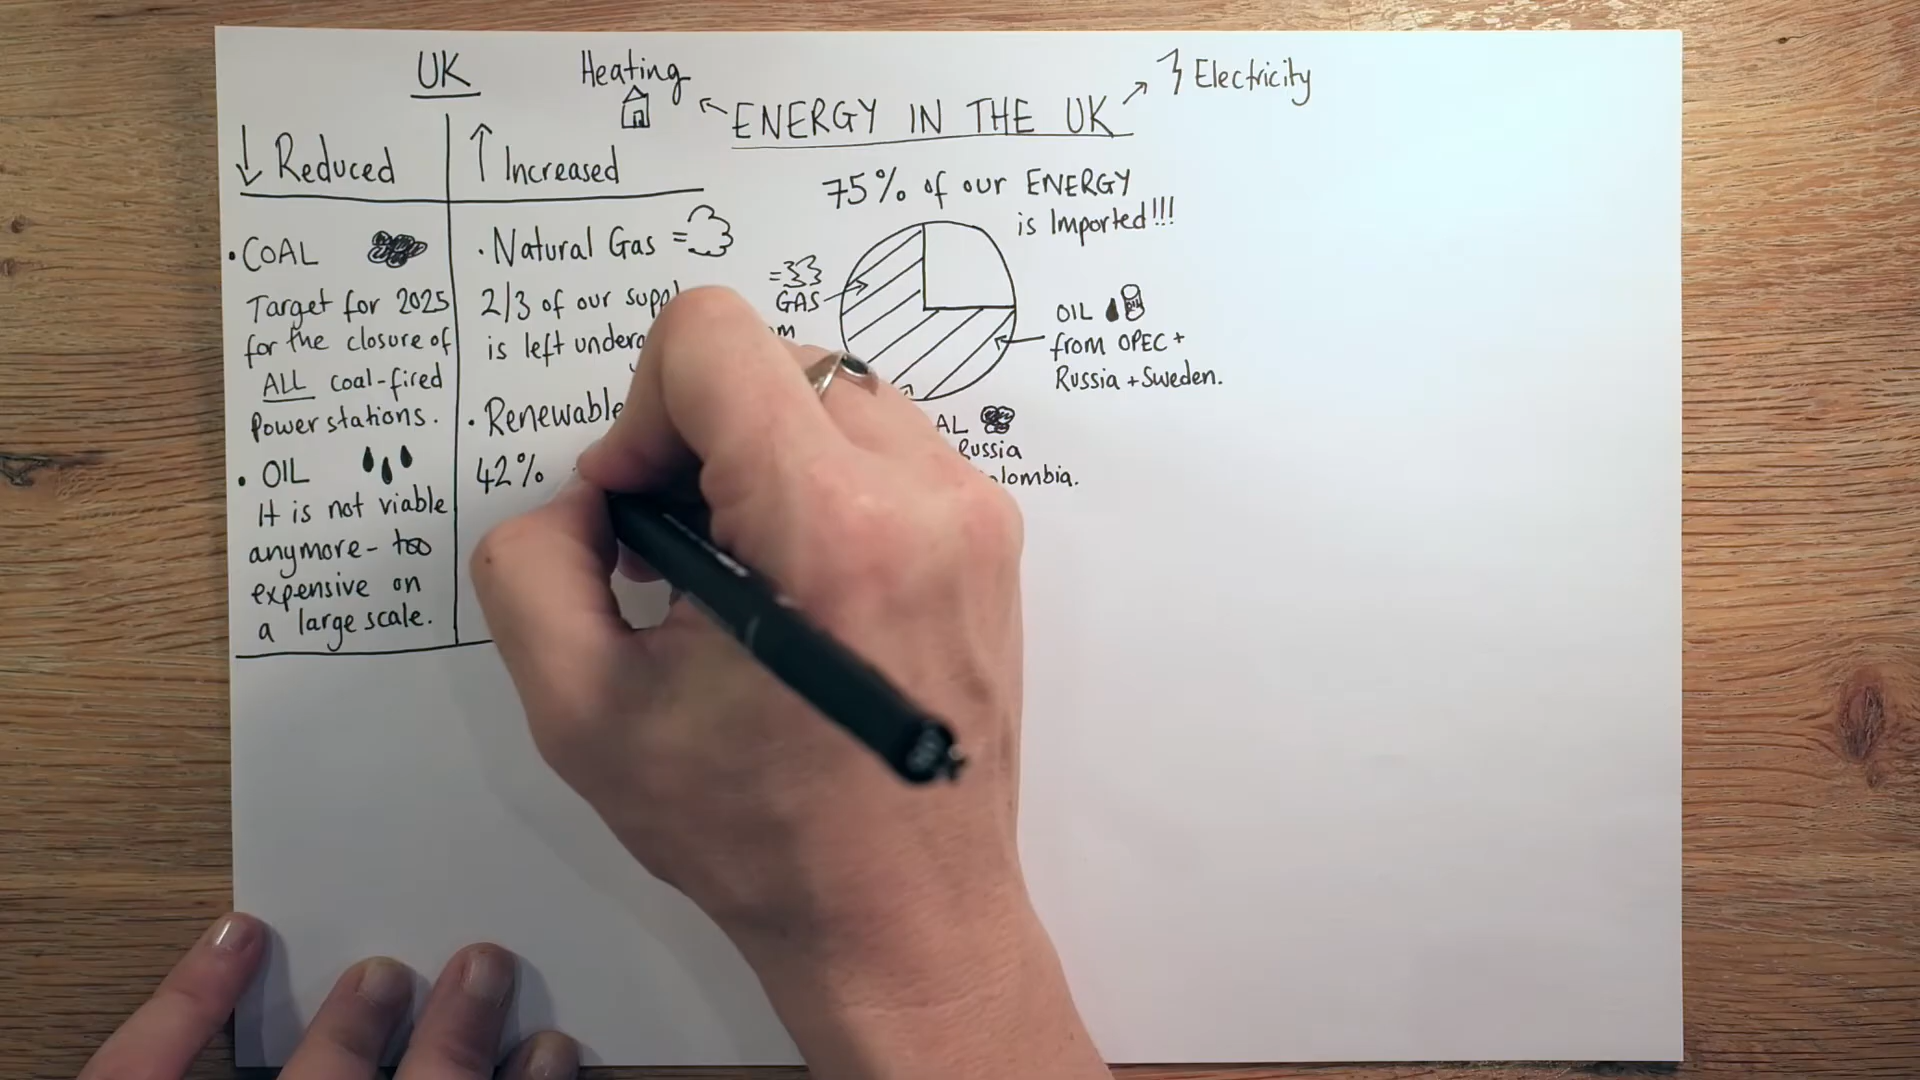 UK
Heating
ENERGY IN THE UK
Electricity
↓ Reduced
↑ Increased
• COAL
Target for 2025
for the closure of
ALL coal-fired
Power stations.
• OIL
It is not viable
anymore - too
expensive on
a large scale.
• Natural Gas =
2/3 of our
is left
•
42%
75% of our ENERGY
is Imported!!!
GAS
OIL
from OPEC +
Russia + Sweden.
Russia